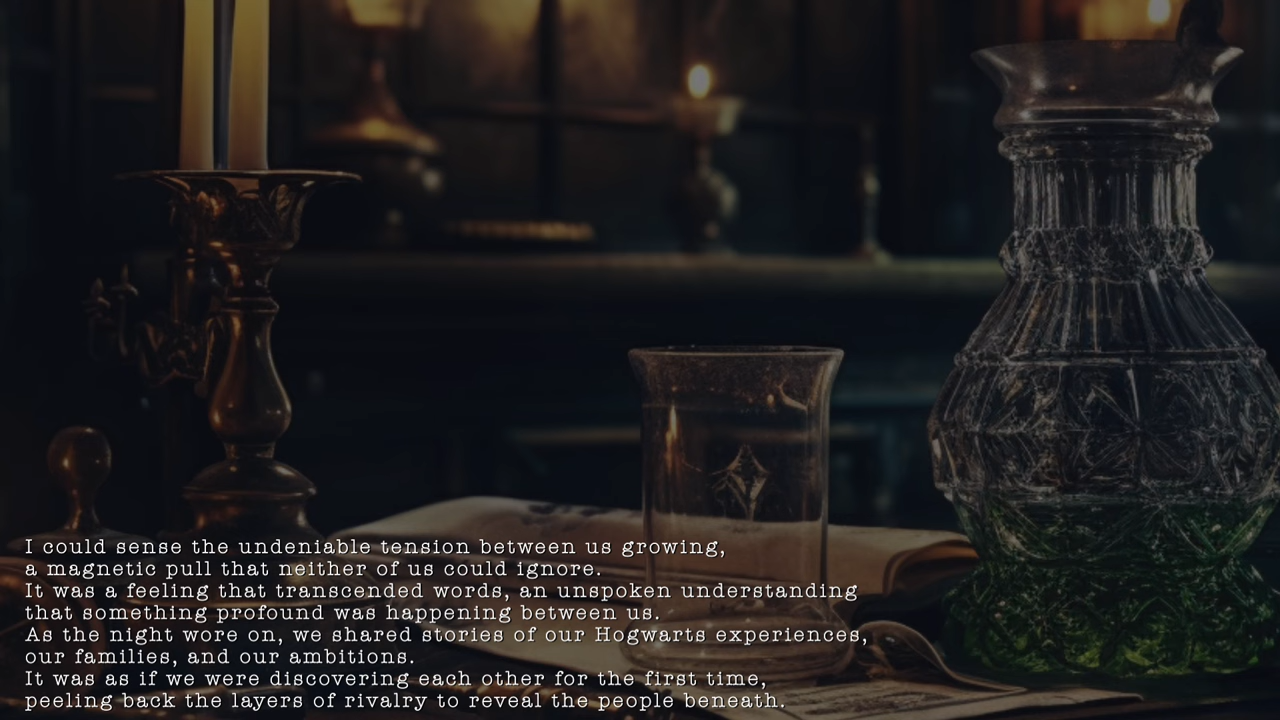 I could sense the undeniable tension between us growing,
a magnetic pull that neither of us could ignore.
It was a feeling that transcended words, an unspoken understanding
that something profound was happening between us.
As the night wore on, we shared stories of our Hogwarts experiences,
our families, and our ambitions.
It was as if we were discovering each other for the first time,
peeling back the layers of rivalry to reveal the people beneath.